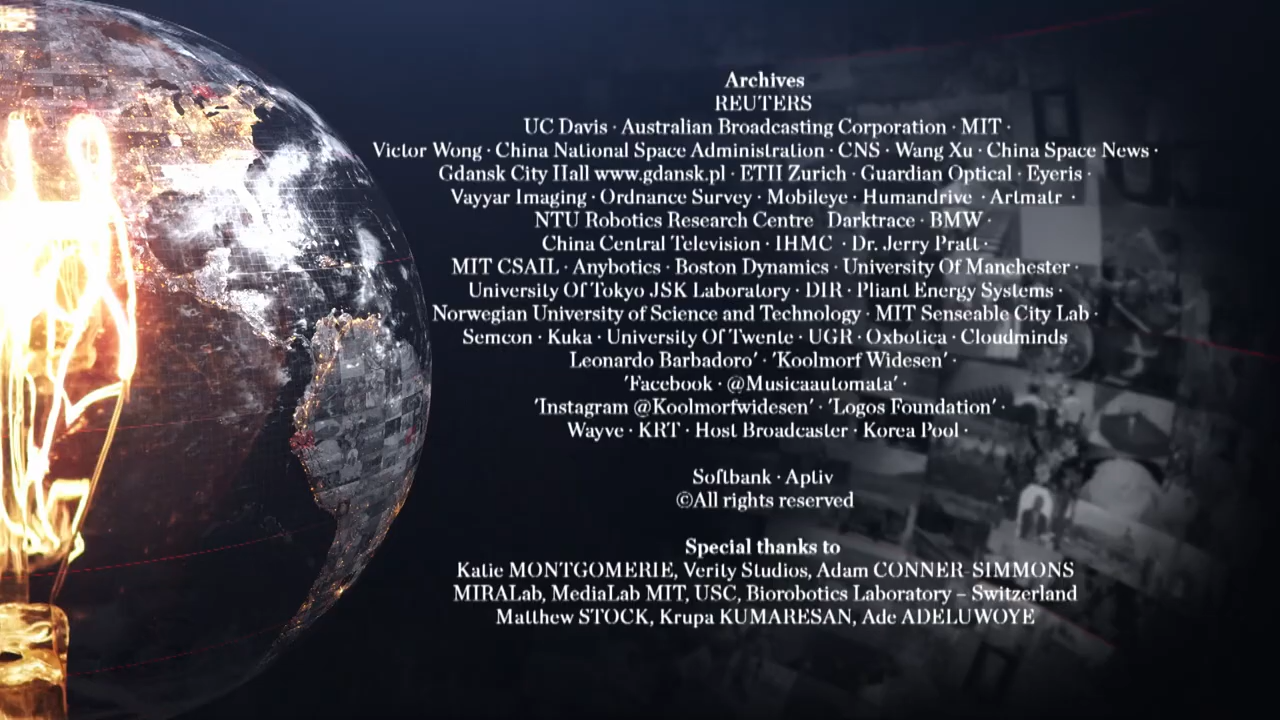 Archives
REUTERS
UC Davis · Australian Broadcasting Corporation · MIT ·
Victor Wong · China National Space Administration · CNS · Wang Xu · China Space News ·
Gdansk City Hall www.gdansk.pl · ETH Zurich · Guardian Optical · Eyeris ·
Vayyar Imaging · Ordnance Survey · Mobileye · Humandrive · Artmatr ·
NTU Robotics Research Centre Darktrace · BMW ·
China Central Television · IHMC · Dr. Jerry Pratt ·
MIT CSAIL · Anybotics · Boston Dynamics · University Of Manchester ·
University Of Tokyo JSK Laboratory · DIR · Pliant Energy Systems ·
Norwegian University of Science and Technology · MIT Senseable City Lab ·
Semcon · Kuka · University Of Twente · UGR · Oxbotica · Cloudminds
Leonardo Barbadoro' · 'Koolmorf Widesen' ·
'Facebook · @Musicaautomata' ·
'Instagram @Koolmorfwidesen' · 'Logos Foundation' ·
Wayve · KRT · Host Broadcaster · Korea Pool ·
Softbank · Aptiv
©All rights reserved
Special thanks to
Katie MONTGOMERIE, Verity Studios, Adam CONNER-SIMMONS
MIRALab, MediaLab MIT, USC, Biorobotics Laboratory – Switzerland
Matthew STOCK, Krupa KUMARESAN, Ade ADELUWOYE